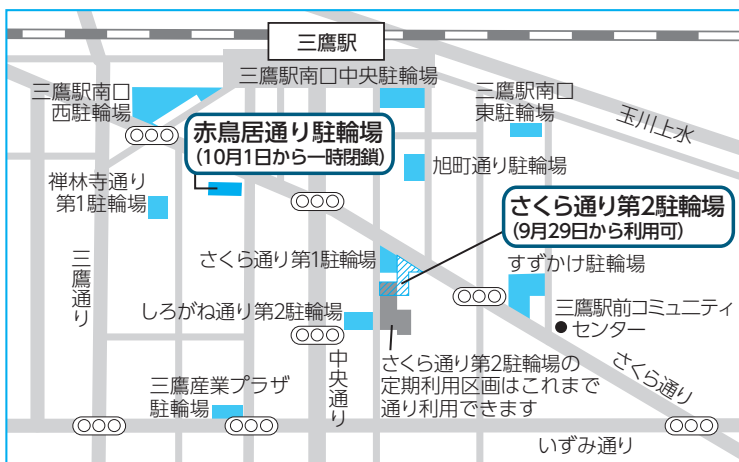 三鷹駅
三鷹駅南口中央駐輪場
三鷹駅南口
西駐輪場
三鷹駅南口
東駐輪場
玉川上水
赤鳥居通り駐輪場
(10月1日から一時閉鎖)
旭町通り駐輪場
禅林寺通り
第1駐輪場
さくら通り第2駐輪場
(9月29日から利用可)
三鷹通り
さくら通り第1駐輪場
すずかけ駐輪場
しろがね通り第2駐輪場
三鷹駅前コミュニティ
センター
中央通り
さくら通り第2駐輪場の
定期利用区画はこれまで
通り利用できます
さくら通り
三鷹産業プラザ
駐輪場
いずみ通り